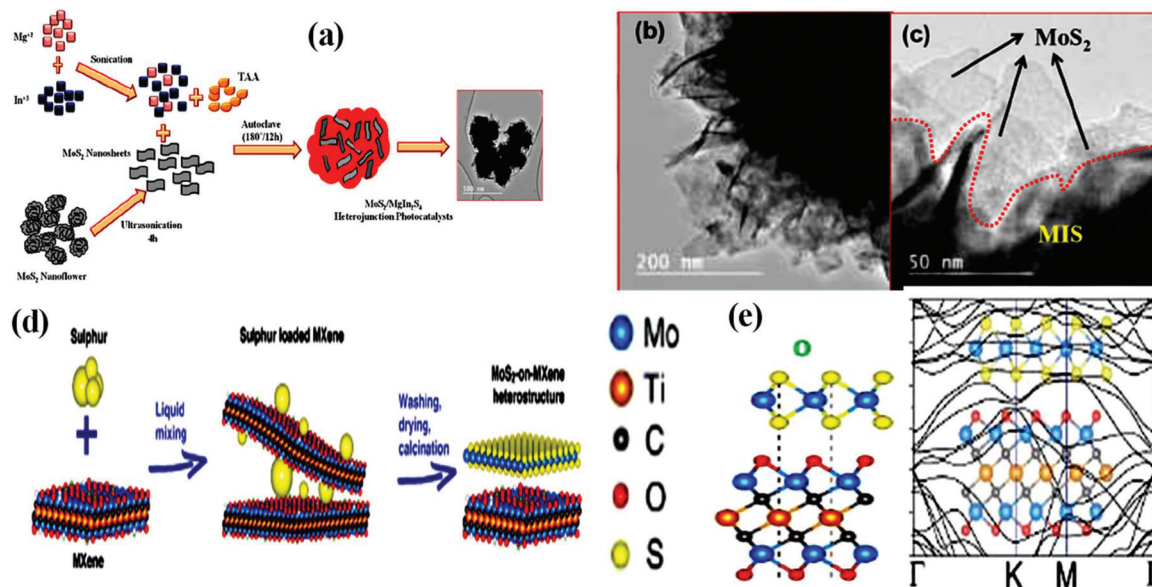 (a)
Mg+2
Sonication
In+3
TAA
MoS2 Nanosheets
Autoclave
(180˚/12h)
500 nm
MoS2/MgIn2S4
Heterojunction Photocatalysts
Ultrasonication
4h
MoS2 Nanoflower
(b)
200 nm
(c)
MoS2
MIS
50 nm
(d)
Sulphur
+
MXene
Liquid
mixing
Sulphur loaded MXene
Washing,
drying,
calcination
MoS2-on-MXene
heterostructure
Mo
Ti
C
O
S
(e)
O
Γ K M